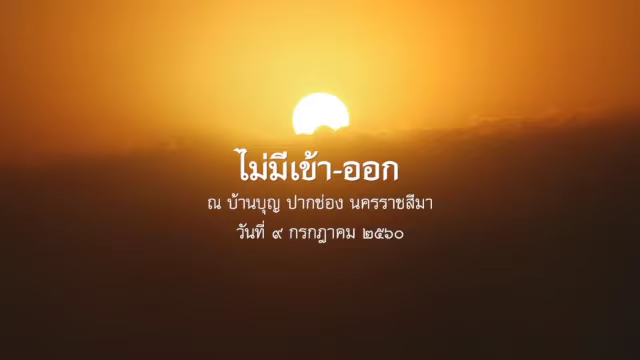 ไม่มีเข้า-ออก
ณ บ้านบุญ ปากช่อง นครราชสีมา
วันที่ ๙ กรกฎาคม ๒๕๖๐